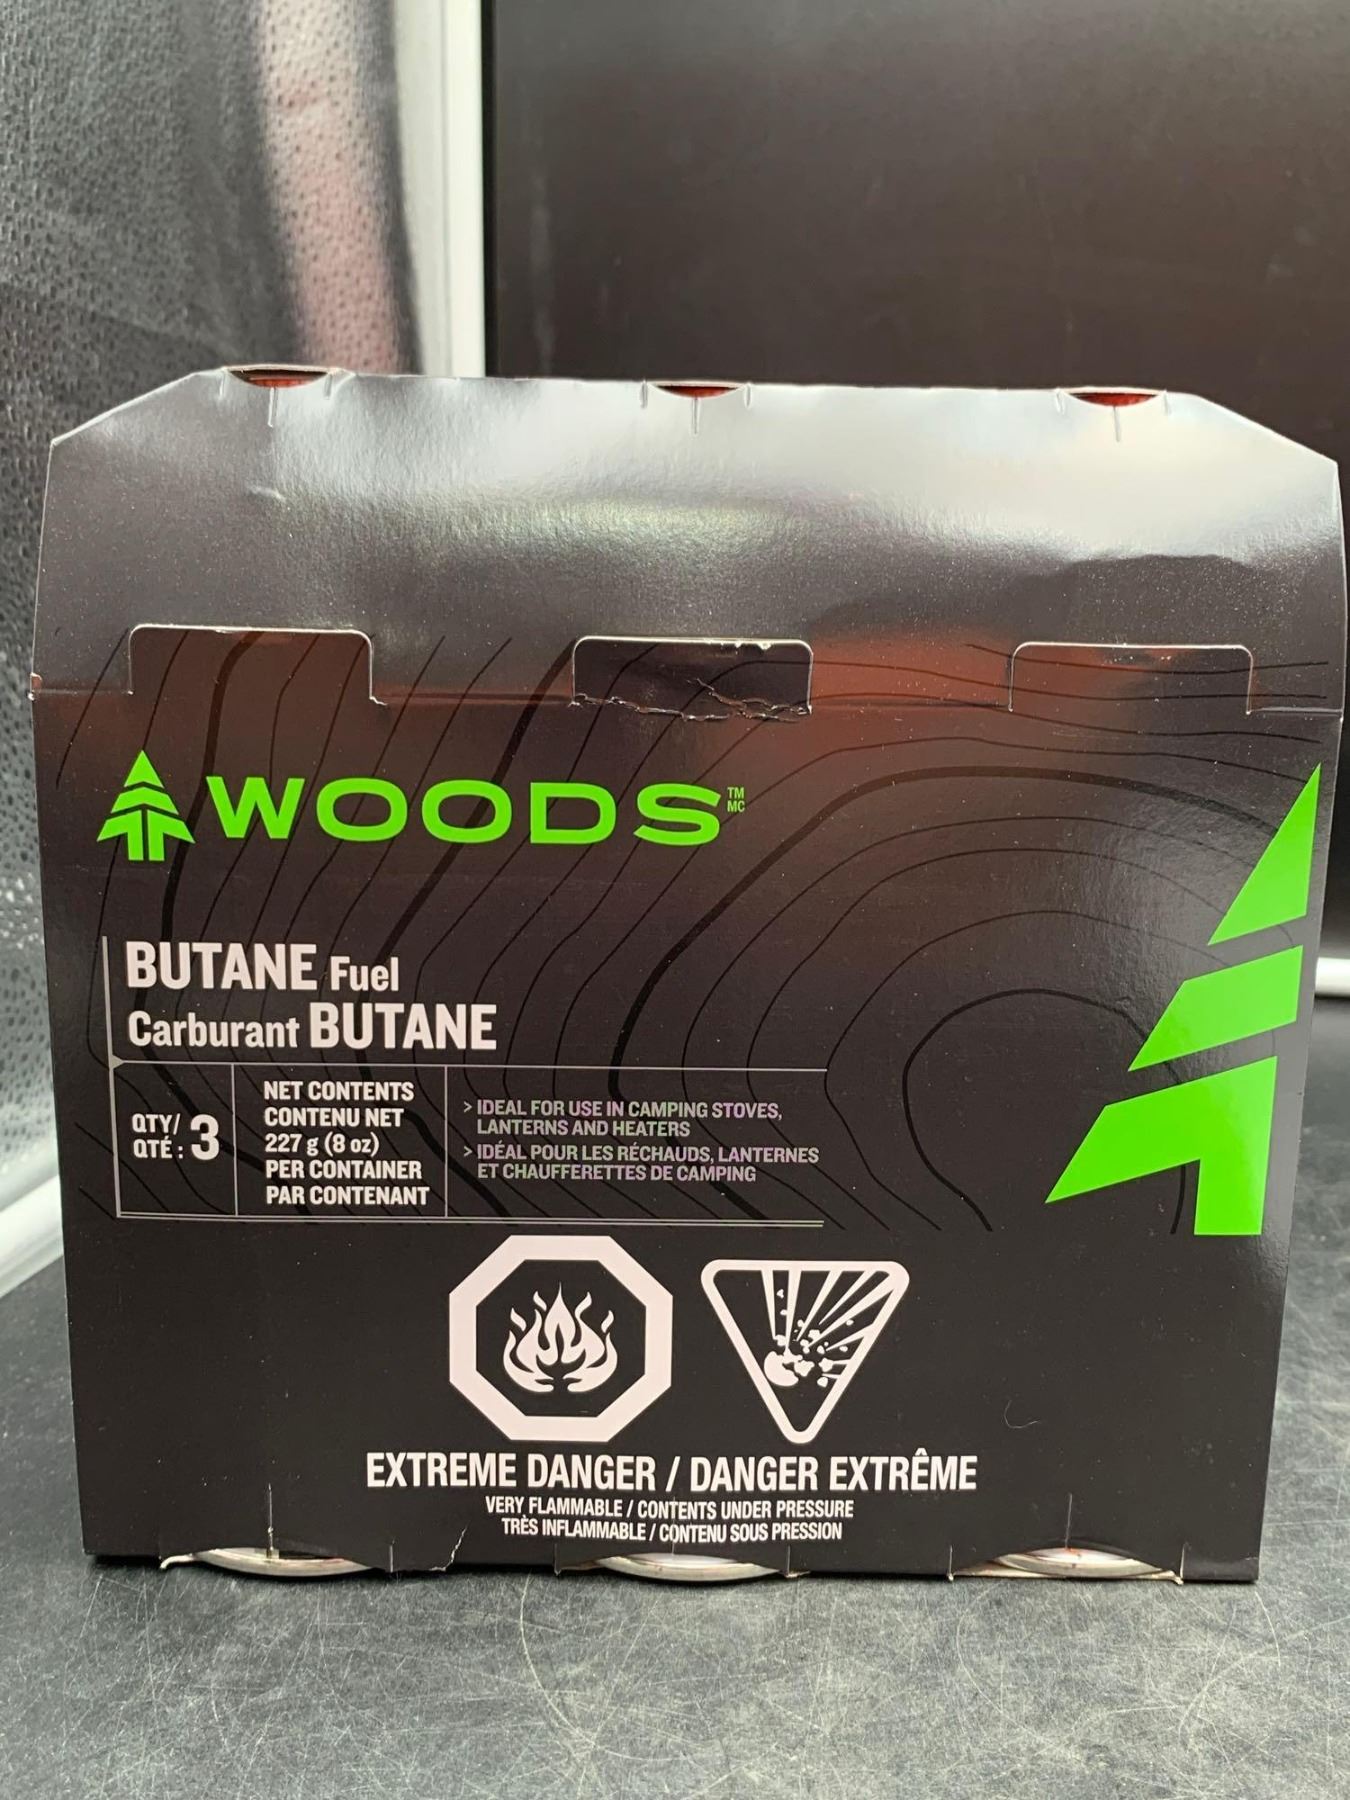 WOODS™ MC
BUTANE Fuel
Carburant BUTANE
QTY/
QTÉ : 3
NET CONTENTS
CONTENU NET
227 g (8 oz)
PER CONTAINER
PAR CONTENANT
> IDEAL FOR USE IN CAMPING STOVES,
LANTERNS AND HEATERS
> IDÉAL POUR LES RÉCHAUDS, LANTERNES
ET CHAUFFERETTES DE CAMPING
EXTREME DANGER / DANGER EXTRÊME
VERY FLAMMABLE / CONTENTS UNDER PRESSURE
TRÈS INFLAMMABLE / CONTENU SOUS PRESSION